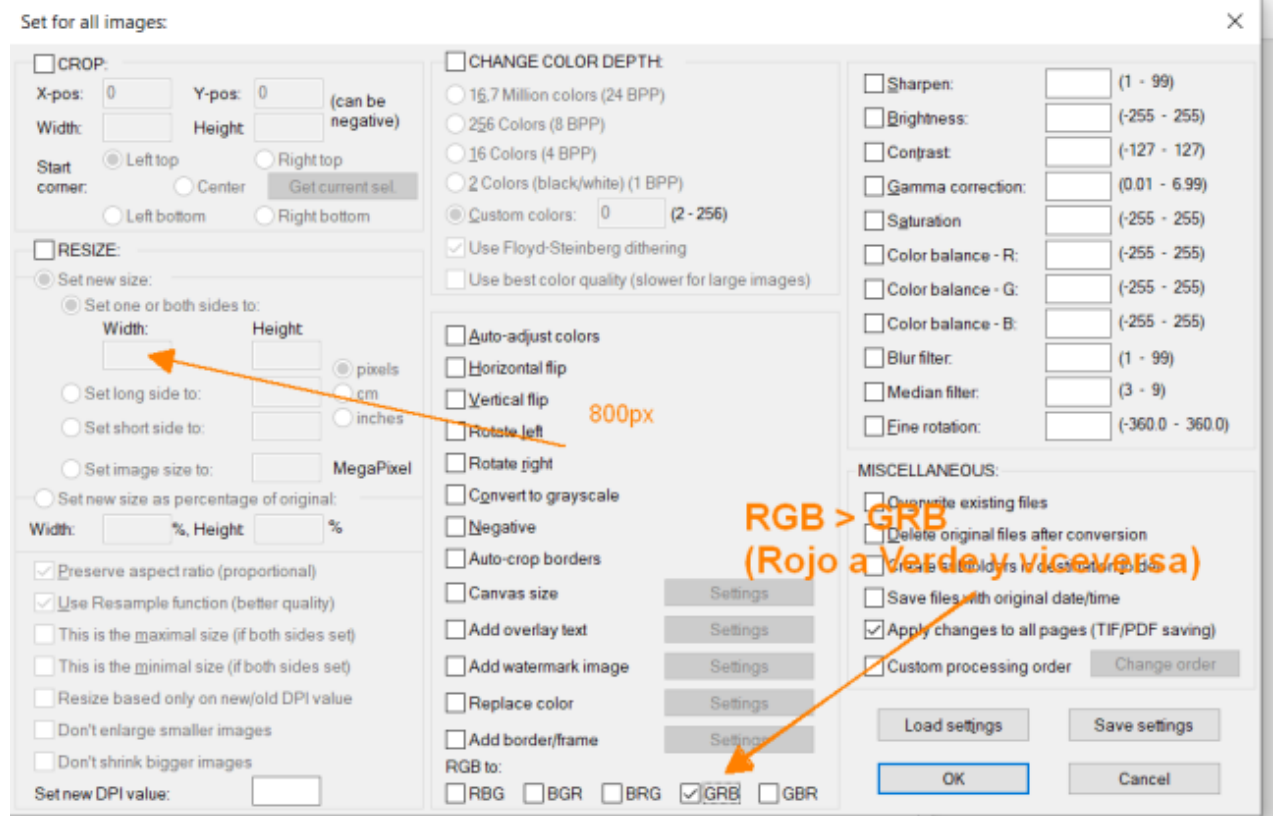 Set for all images:
CROP:
X-pos: 0 Y-pos: 0 (can be negative)
Width: Height:
Start corner:
Left top Right top
Center Get current sel.
Left bottom Right bottom
RESIZE:
Set new size:
Set one or both sides to:
Width: Height:
pixels
Set long side to: cm
inches
Set short side to:
Set image size to: MegaPixel
Set new size as percentage of original:
Width: %, Height: %
Preserve aspect ratio (proportional)
Use Resample function (better quality)
This is the maximal size (if both sides set)
This is the minimal size (if both sides set)
Resize based only on new/old DPI value
Don't enlarge smaller images
Don't shrink bigger images
Set new DPI value:
CHANGE COLOR DEPTH:
16,7 Million colors (24 BPP)
256 Colors (8 BPP)
16 Colors (4 BPP)
2 Colors (black/white) (1 BPP)
Custom colors: 0 (2 - 256)
Use Floyd-Steinberg dithering
Use best color quality (slower for large images)
Auto-adjust colors
Horizontal flip
Vertical flip
800px
Rotate left
Rotate right
Convert to grayscale
Negative
Auto-crop borders
Canvas size Settings
Add overlay text Settings
Add watermark image Settings
Replace color Settings
Add border/frame Settings
RGB to:
RBG BGR BRG GRB GBR
Sharpen: (1 - 99)
Brightness: (-255 - 255)
Contrast: (-127 - 127)
Gamma correction: (0.01 - 6.99)
Saturation (-255 - 255)
Color balance - R: (-255 - 255)
Color balance - G: (-255 - 255)
Color balance - B: (-255 - 255)
Blur filter: (1 - 99)
Median filter: (3 - 9)
Fine rotation: (-360.0 - 360.0)
MISCELLANEOUS:
Overwrite existing files
RGB > GRB
Delete original files after conversion
(Rojo a Verde y viceversa)
Create subfolders in destination folder
Save files with original date/time
Apply changes to all pages (TIF/PDF saving)
Custom processing order Change order
Load settings Save settings
OK Cancel